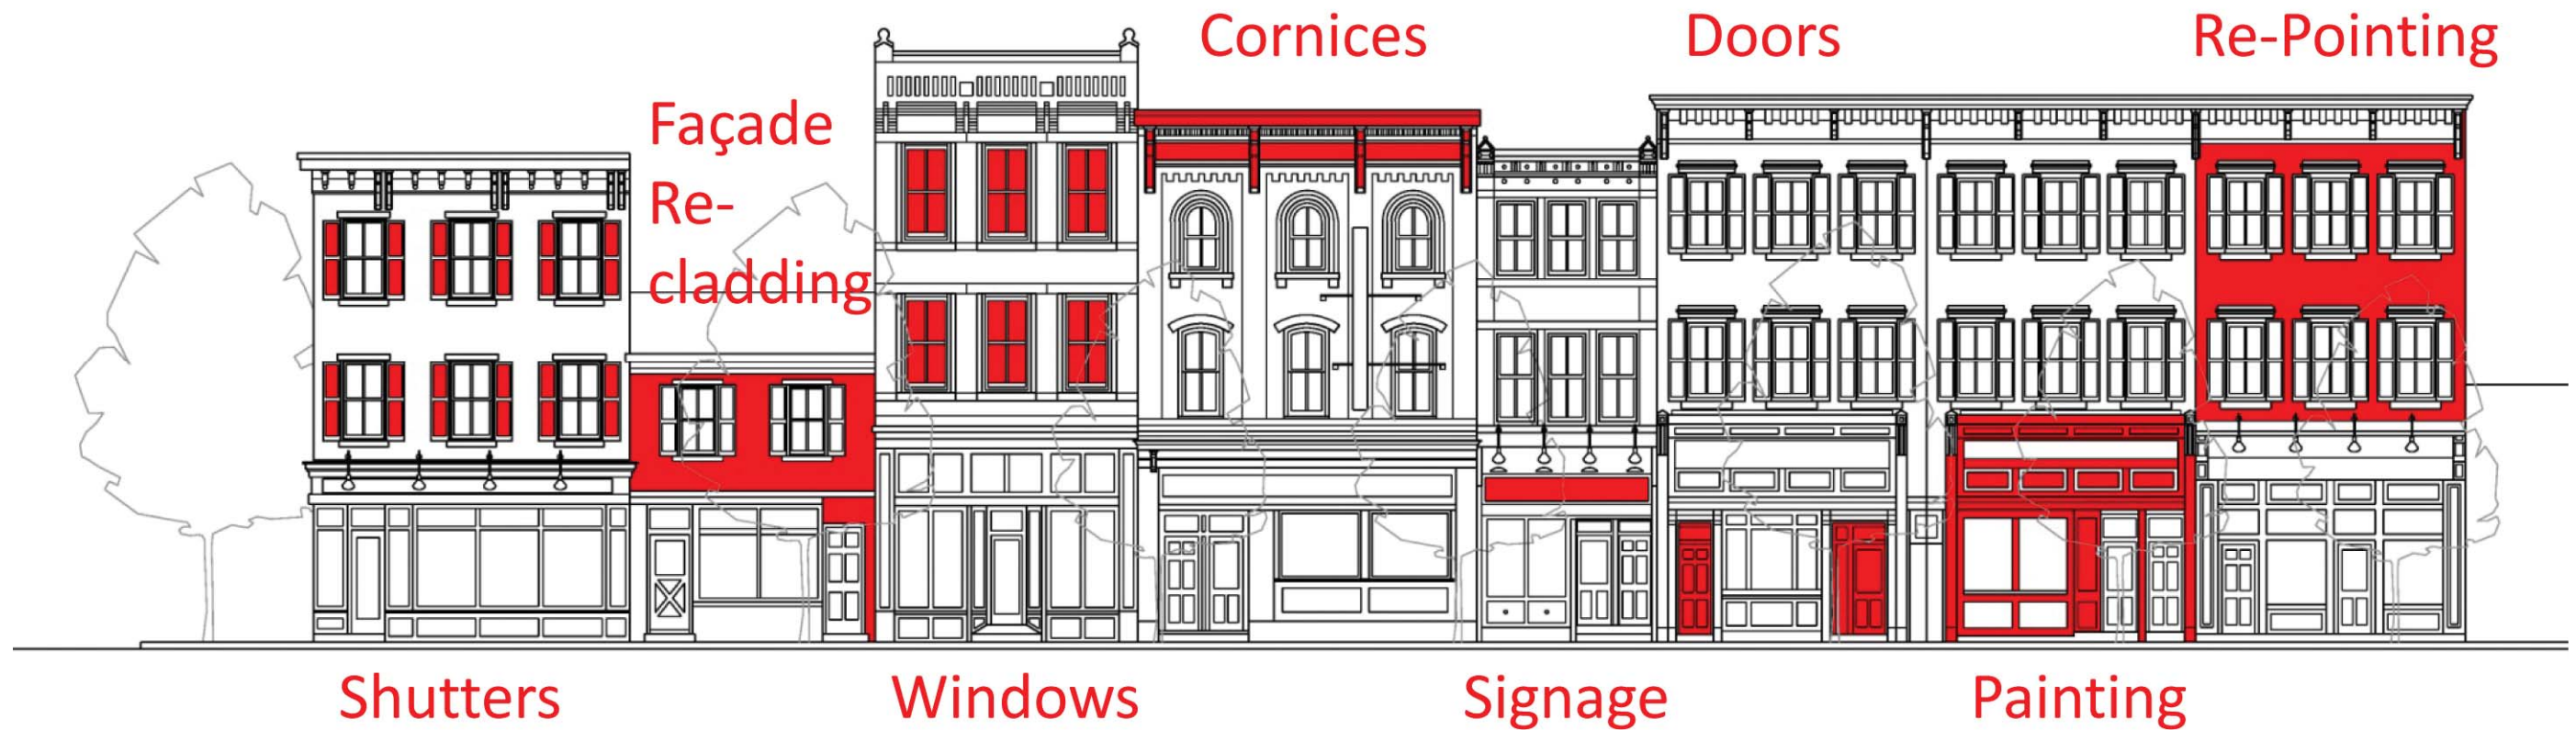 Cornices
Doors
Re-Pointing
Façade
Re-
cladding
Shutters
Windows
Signage
Painting